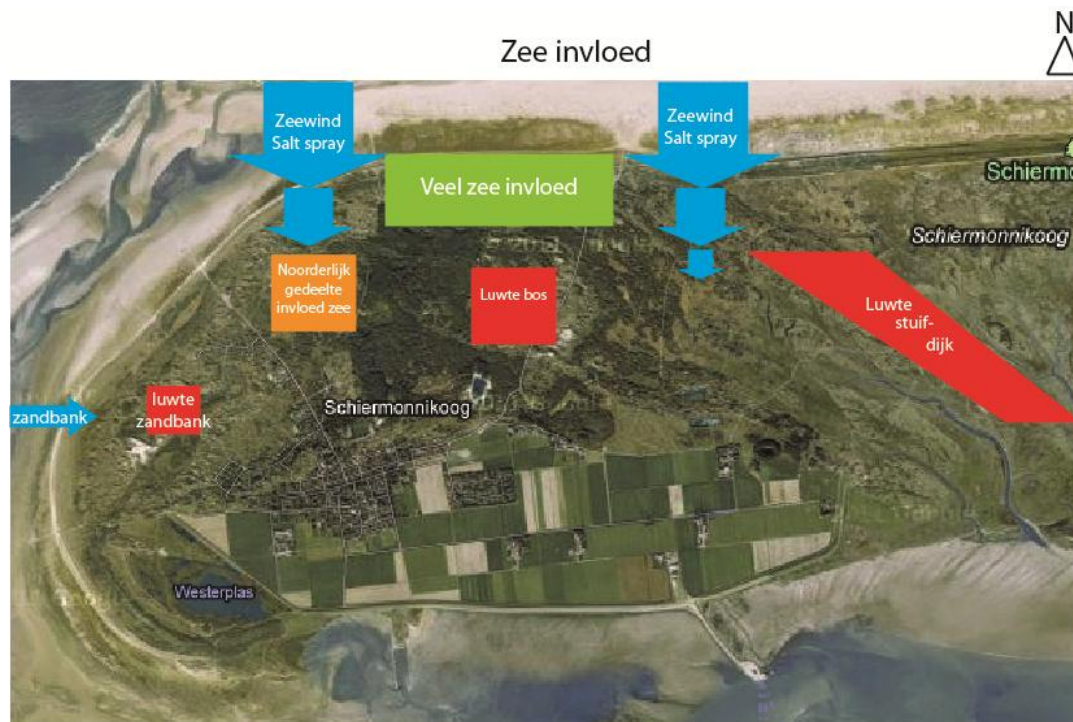 N
Zee invloed
Zeewind
Salt spray
Zeewind
Salt spray
Veel zee invloed
Schiermo
Schiermonnikoog
Noorderlijk
gedeelte
invloed zee
Luwte bos
Luwte
stuif-
dijk
zandbank
luwte
zandbank
Schiermonnikoog
Westerplas